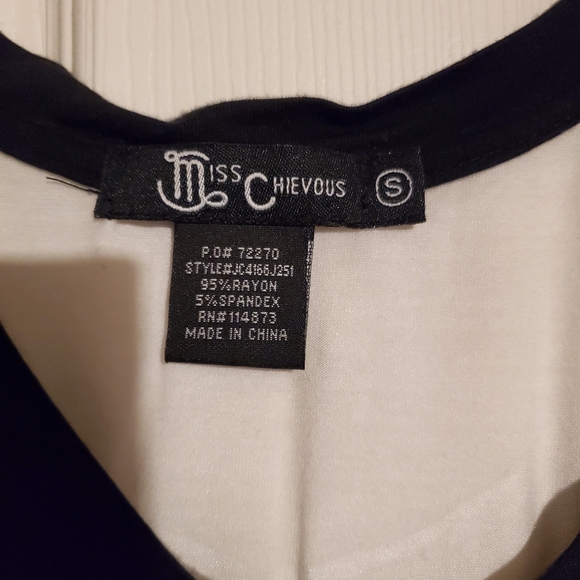 Miss Chievous S
P.O# 72270
STYLE#JC4166J251
95%RAYON
5%SPANDEX
RN#114873
MADE IN CHINA